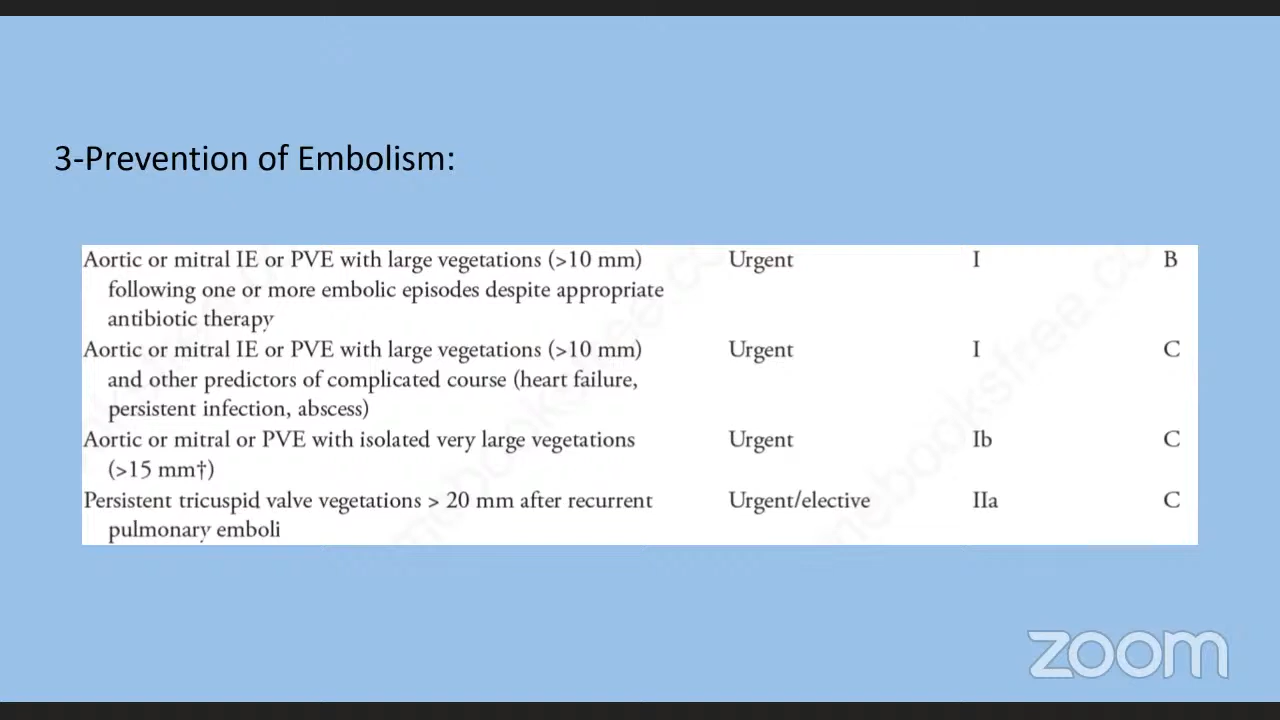 3-Prevention of Embolism:
Aortic or mitral IE or PVE with large vegetations (>10 mm) Urgent I B
following one or more embolic episodes despite appropriate
antibiotic therapy
Aortic or mitral IE or PVE with large vegetations (>10 mm) Urgent I C
and other predictors of complicated course (heart failure,
persistent infection, abscess)
Aortic or mitral or PVE with isolated very large vegetations Urgent Ib C
(>15 mm†)
Persistent tricuspid valve vegetations > 20 mm after recurrent Urgent/elective IIa C
pulmonary emboli
zoom